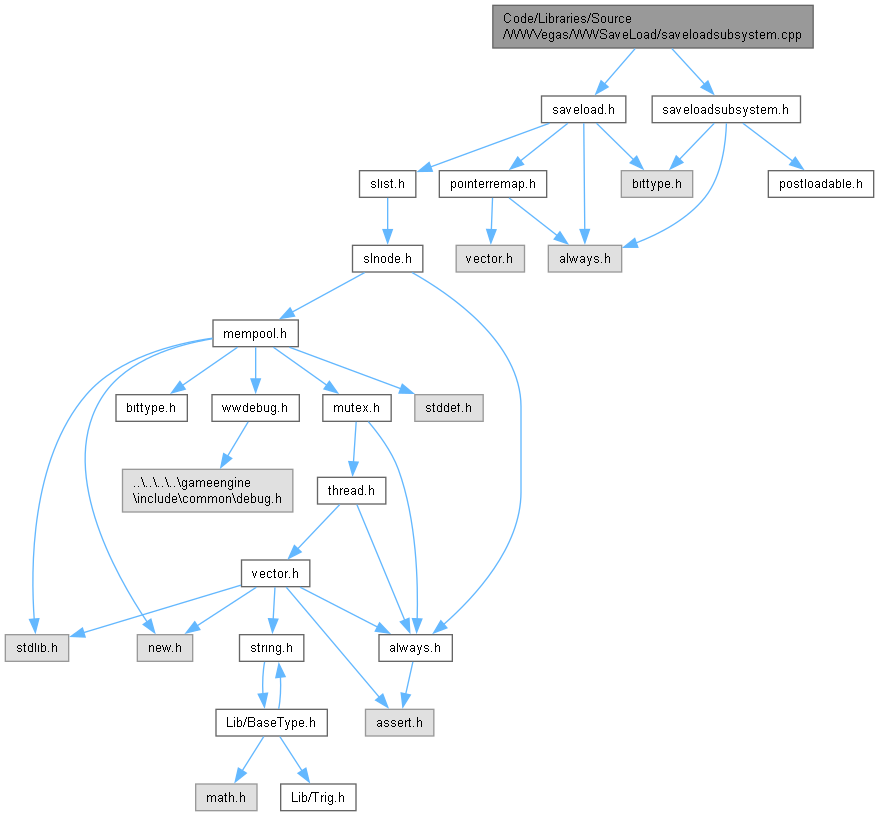 Code/Libraries/Source
/WWVegas/WWSaveLoad/saveloadsubsystem.cpp
saveload.h
saveloadsubsystem.h
slist.h
pointerremap.h
bittype.h
postloadable.h
slnode.h
vector.h
always.h
mempool.h
bittype.h
wwdebug.h
mutex.h
stddef.h
..\..\..\..\gameengine
\include\common\debug.h
thread.h
vector.h
stdlib.h
new.h
string.h
always.h
Lib/BaseType.h
assert.h
math.h
Lib/Trig.h